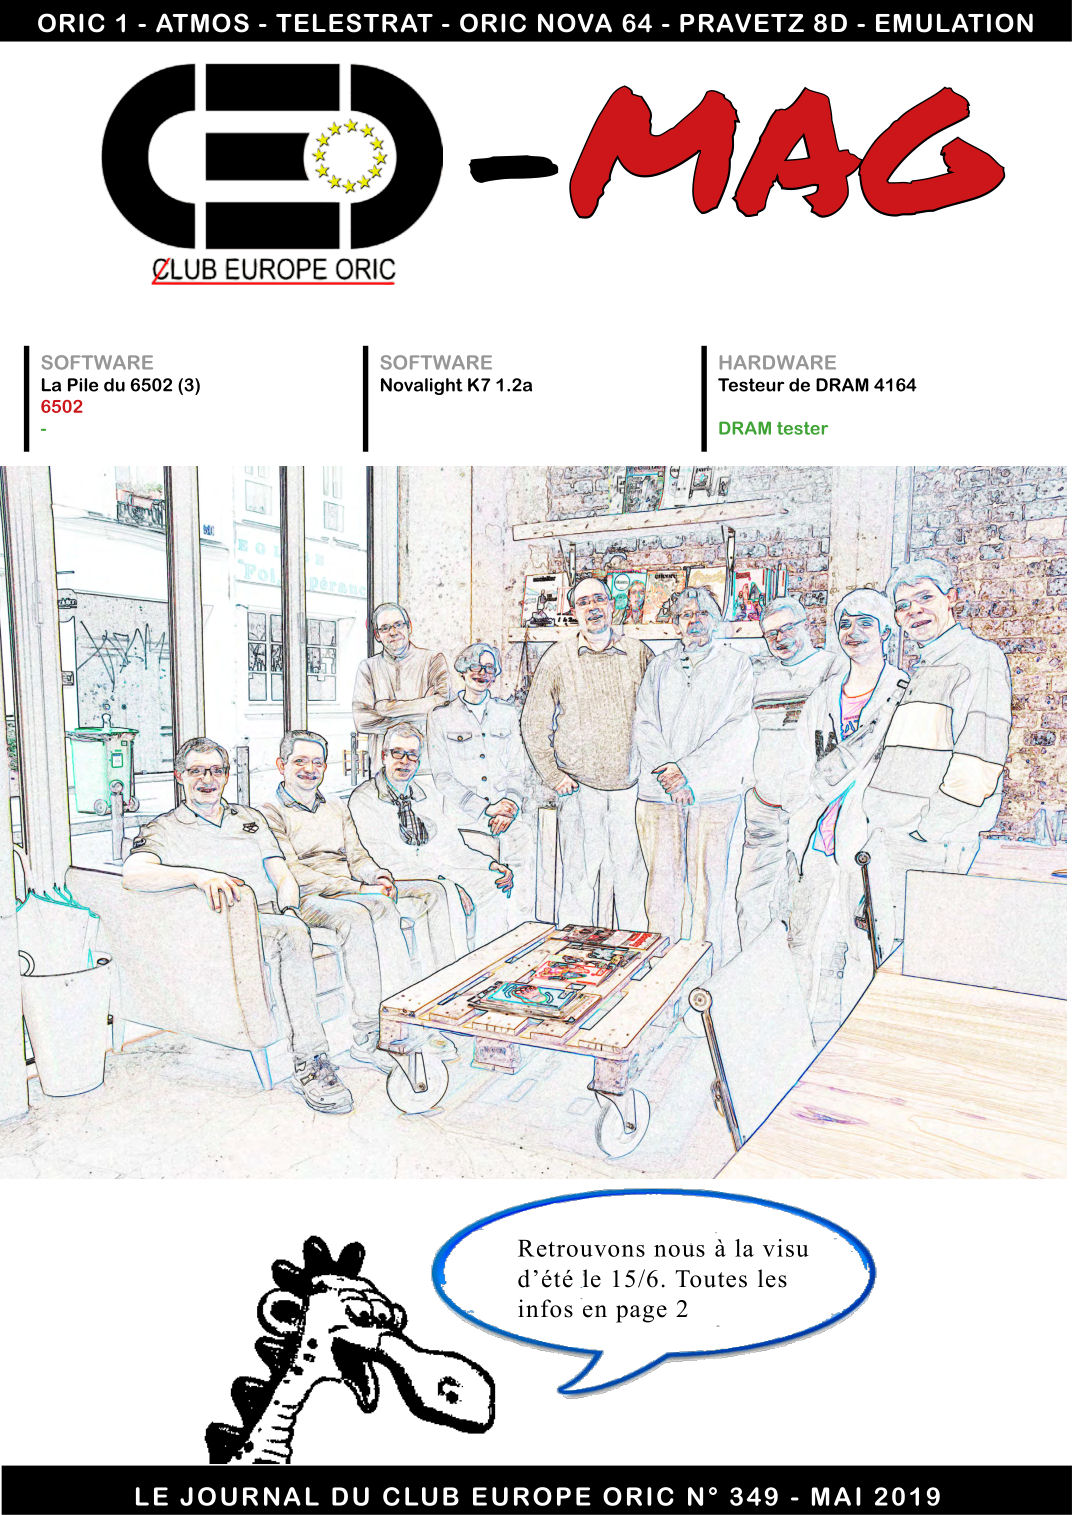 ORIC 1 - ATMOS - TELESTRAT - ORIC NOVA 64 - PRAVETZ 8D - EMULATION
CEO
-MAG
CLUB EUROPE ORIC
SOFTWARE
La Pile du 6502 (3)
6502
-
SOFTWARE
Novalight K7 1.2a
HARDWARE
Testeur de DRAM 4164
DRAM tester
Retrouvons nous à la visu
d’été le 15/6. Toutes les
infos en page 2
LE JOURNAL DU CLUB EUROPE ORIC N° 349 - MAI 2019